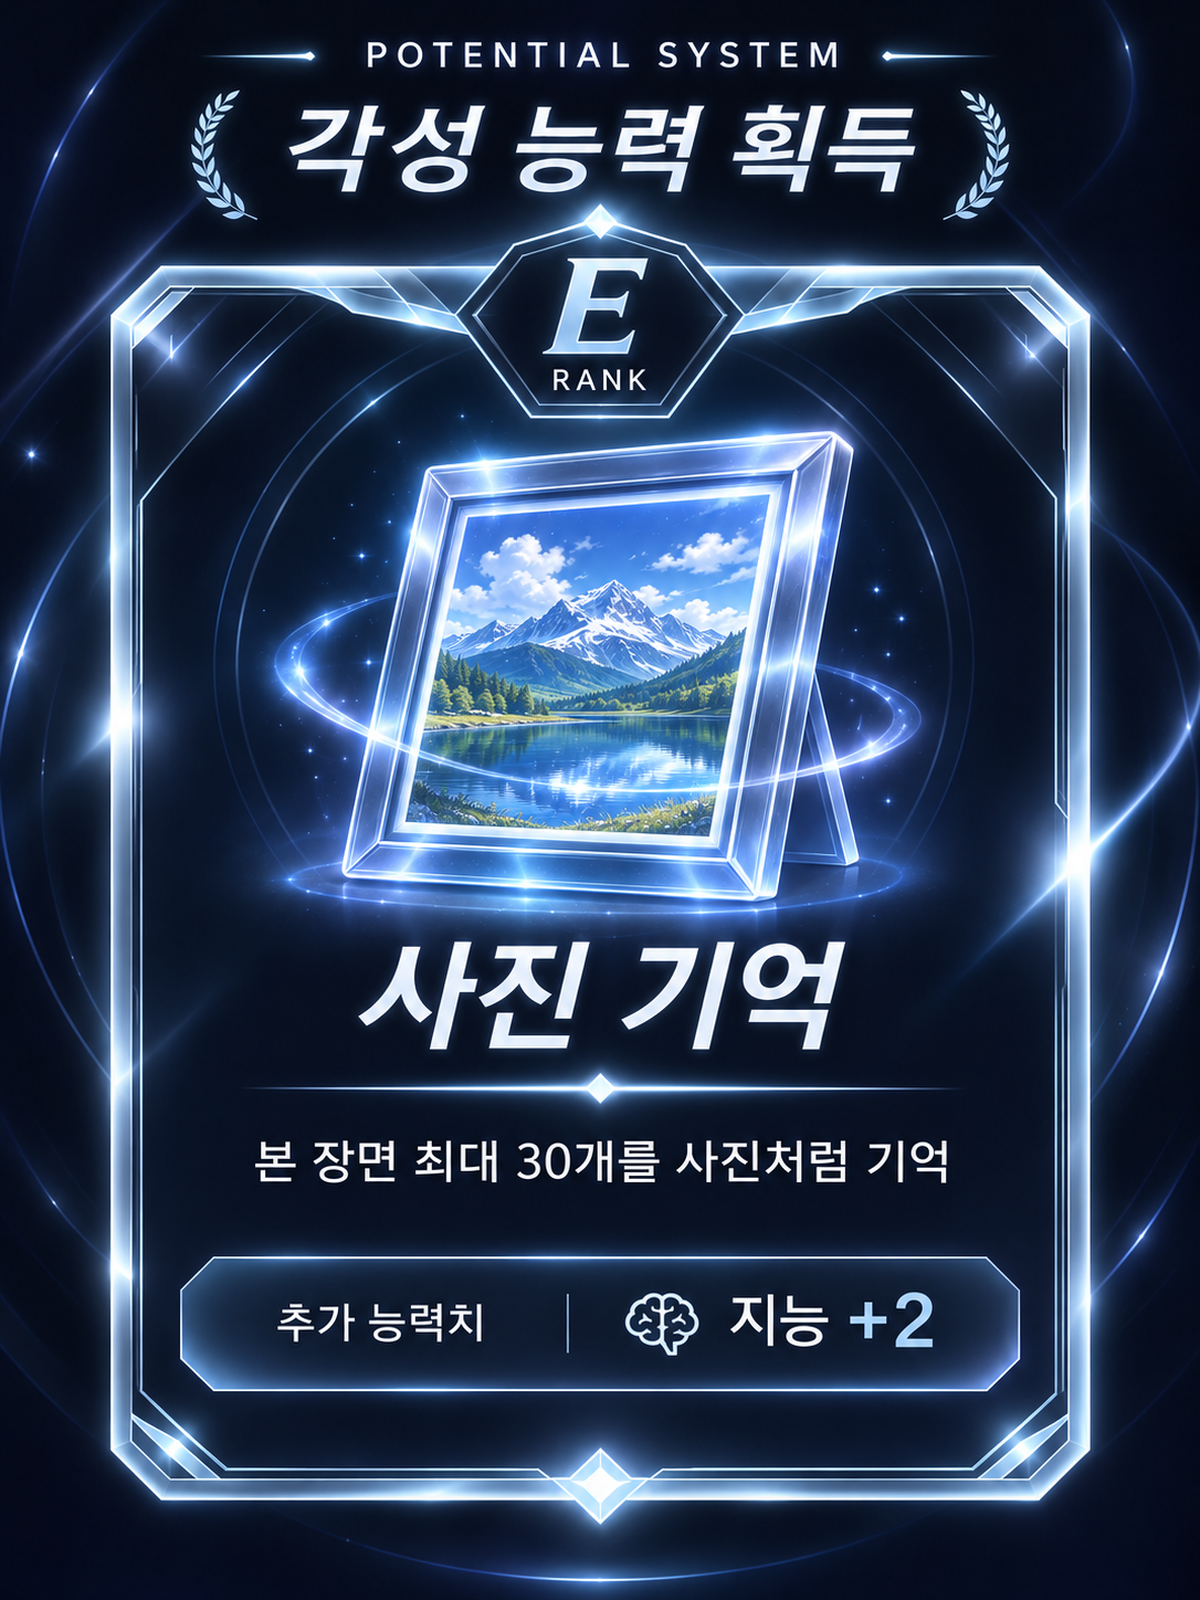 POTENTIAL SYSTEM
각성 능력 획득
E
RANK
사진 기억
본 장면 최대 30개를 사진처럼 기억
추가 능력치
지능 +2